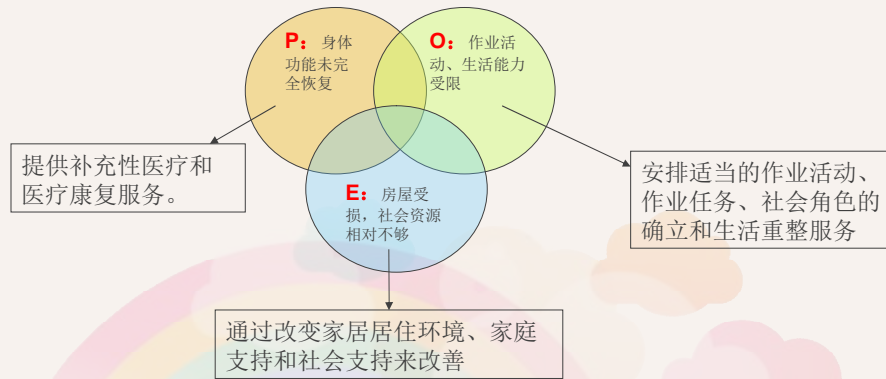 P：身体
功能未完
全恢复
O：作业活
动、生活能力
受限
E：房屋受
损，社会资源
相对不够
提供补充性医疗和
医疗康复服务。
安排适当的作业活动、
作业任务、社会角色的
确立和生活重整服务
通过改变家居居住环境、家庭
支持和社会支持来改善